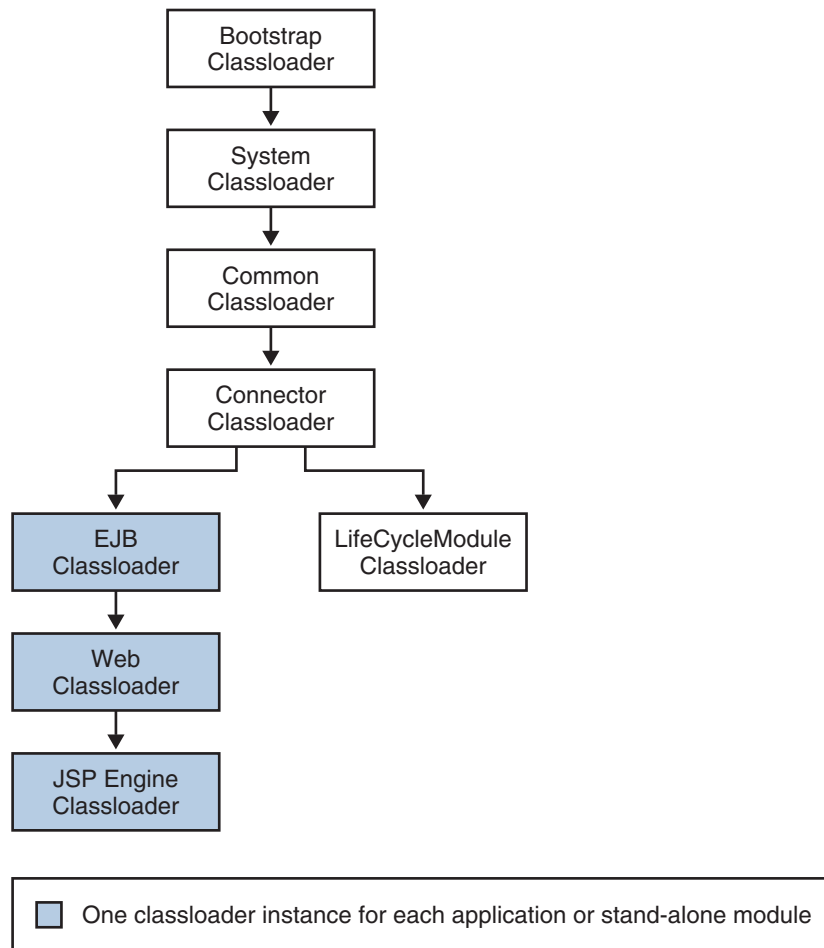 Bootstrap
Classloader
System
Classloader
Common
Classloader
Connector
Classloader
EJB
Classloader
LifeCycleModule
Classloader
Web
Classloader
JSP Engine
Classloader
One classloader instance for each application or stand-alone module